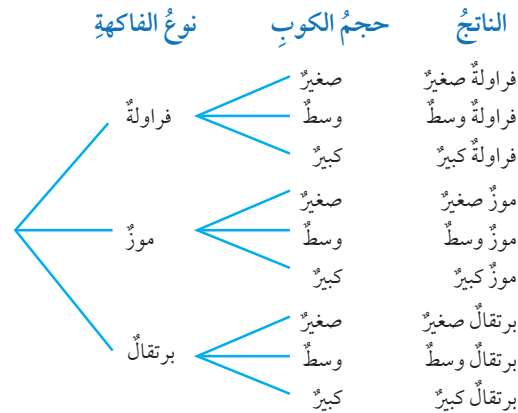 نوعُ الفاكهةِ حجمُ الكوبِ الناتجُ
صغيرٌ فراولةٌ صغيرٌ
فراولةٌ وسطٌ فراولةٌ وسطٌ
كبيرٌ فراولةٌ كبيرٌ
صغيرٌ موزٌ صغيرٌ
موزٌ وسطٌ موزٌ وسطٌ
كبيرٌ موزٌ كبيرٌ
صغيرٌ برتقالٌ صغيرٌ
برتقالٌ وسطٌ برتقالٌ وسطٌ
كبيرٌ برتقالٌ كبيرٌ